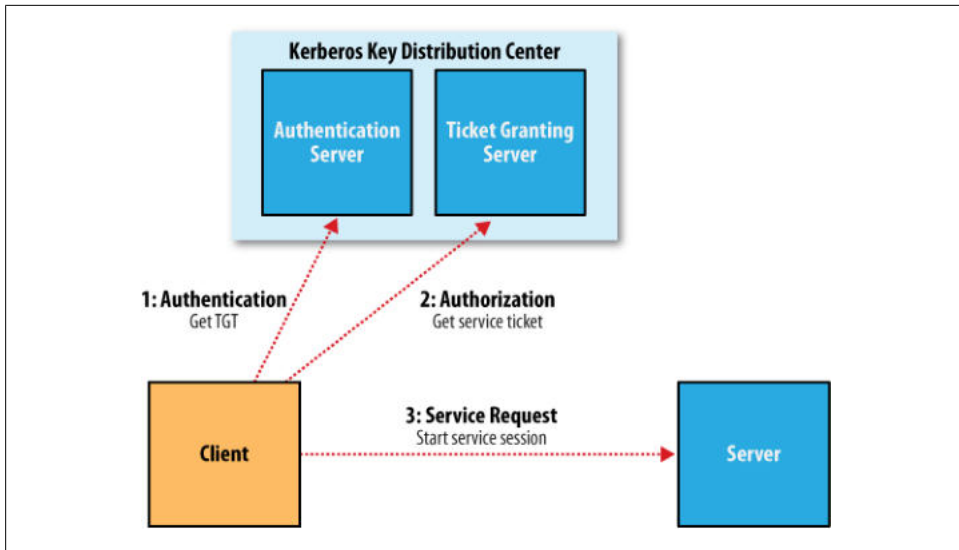 Kerberos Key Distribution Center
Authentication
Server
Ticket Granting
Server
1: Authentication
Get TGT
2: Authorization
Get service ticket
3: Service Request
Start service session
Client
Server